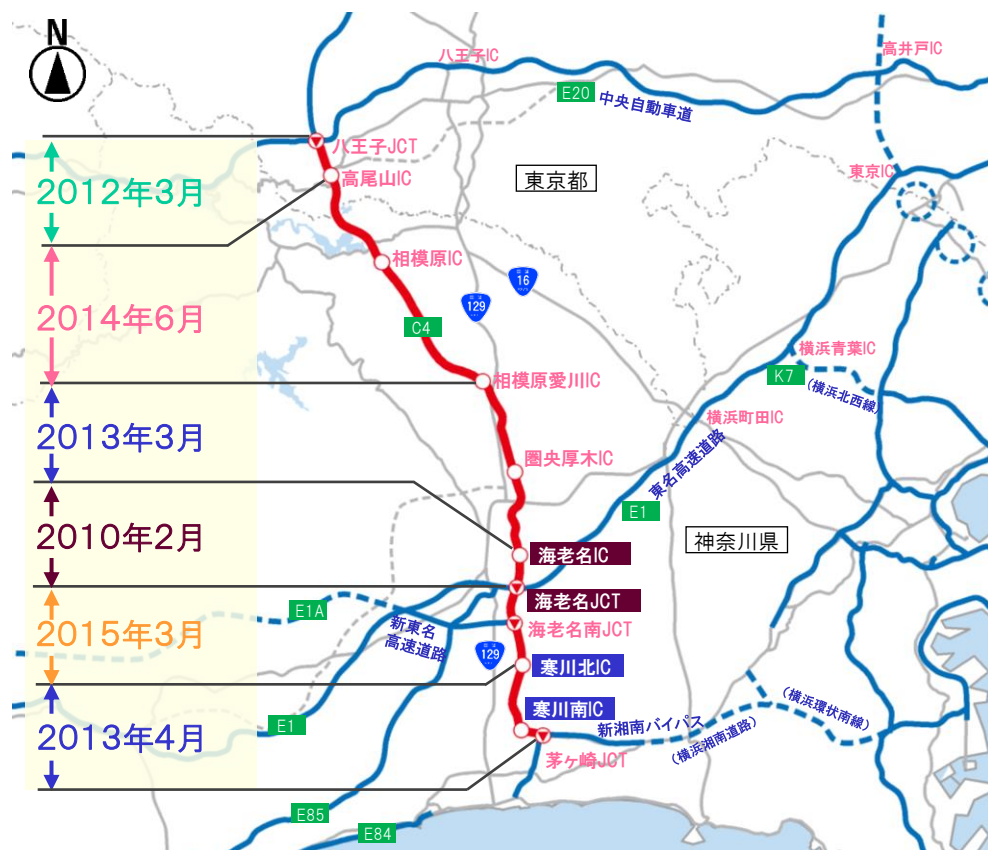 N
八王子IC
高井戸IC
E20
中央自動車道
八王子JCT
2012年3月
高尾山IC
東京都
東京IC
相模原IC
16
129
2014年6月
C4
横浜青葉IC
K7
(横浜北西線)
相模原愛川IC
横浜町田IC
2013年3月
圏央厚木IC
東名高速道路
E1
神奈川県
2010年2月
海老名IC
海老名JCT
E1A
新東名
高速道路
海老名南JCT
2015年3月
129
寒川北IC
寒川南IC
(横浜環状南線)
E1
新湘南バイパス
(横浜湘南道路)
2013年4月
茅ヶ崎JCT
E85
E84